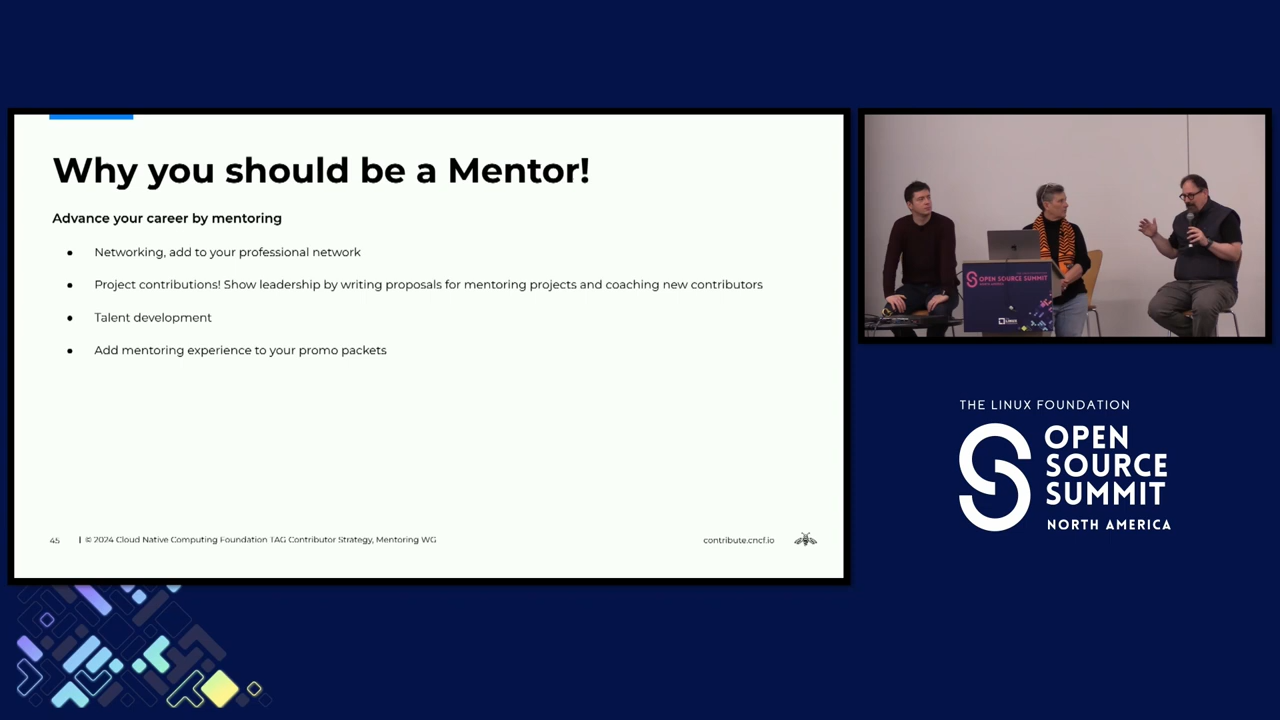 Why you should be a Mentor!
Advance your career by mentoring
● Networking, add to your professional network
● Project contributions! Show leadership by writing proposals for mentoring projects and coaching new contributors
● Talent development
● Add mentoring experience to your promo packets
45 | © 2024 Cloud Native Computing Foundation TAG Contributor Strategy, Mentoring WG
contribute.cncf.io
OPEN SOURCE SUMMIT
THE LINUX FOUNDATION
OPEN
SOURCE
SUMMIT
NORTH AMERICA